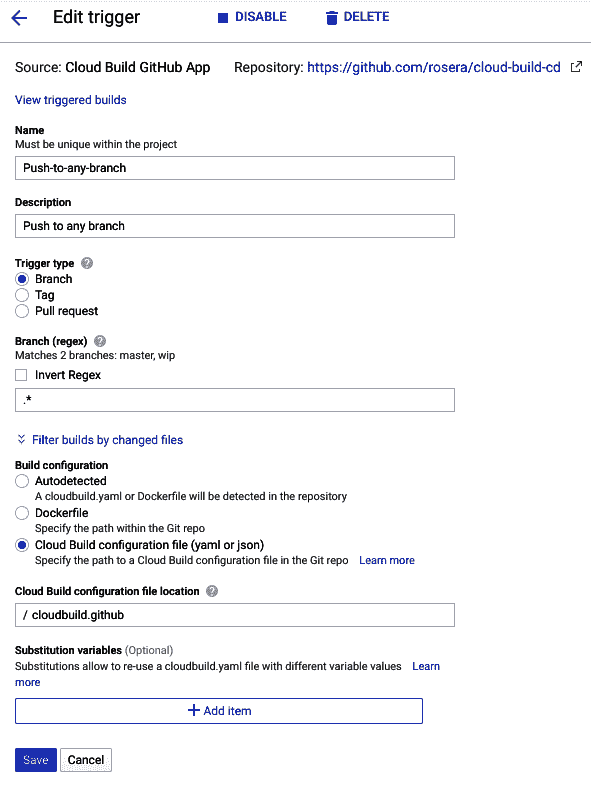 Edit trigger DISABLE DELETE
Source: Cloud Build GitHub App Repository: https://github.com/rosera/cloud-build-cd
View triggered builds
Name
Must be unique within the project
Push-to-any-branch
Description
Push to any branch
Trigger type ?
Branch
Tag
Pull request
Branch (regex) ?
Matches 2 branches: master, wip
Invert Regex
.*
Filter builds by changed files
Build configuration
Autodetected
A cloudbuild.yaml or Dockerfile will be detected in the repository
Dockerfile
Specify the path within the Git repo
Cloud Build configuration file (yaml or json)
Specify the path to a Cloud Build configuration file in the Git repo Learn more
Cloud Build configuration file location ?
/ cloudbuild.github
Substitution variables (Optional)
Substitutions allow to re-use a cloudbuild.yaml file with different variable values Learn
more
+ Add item
Save Cancel